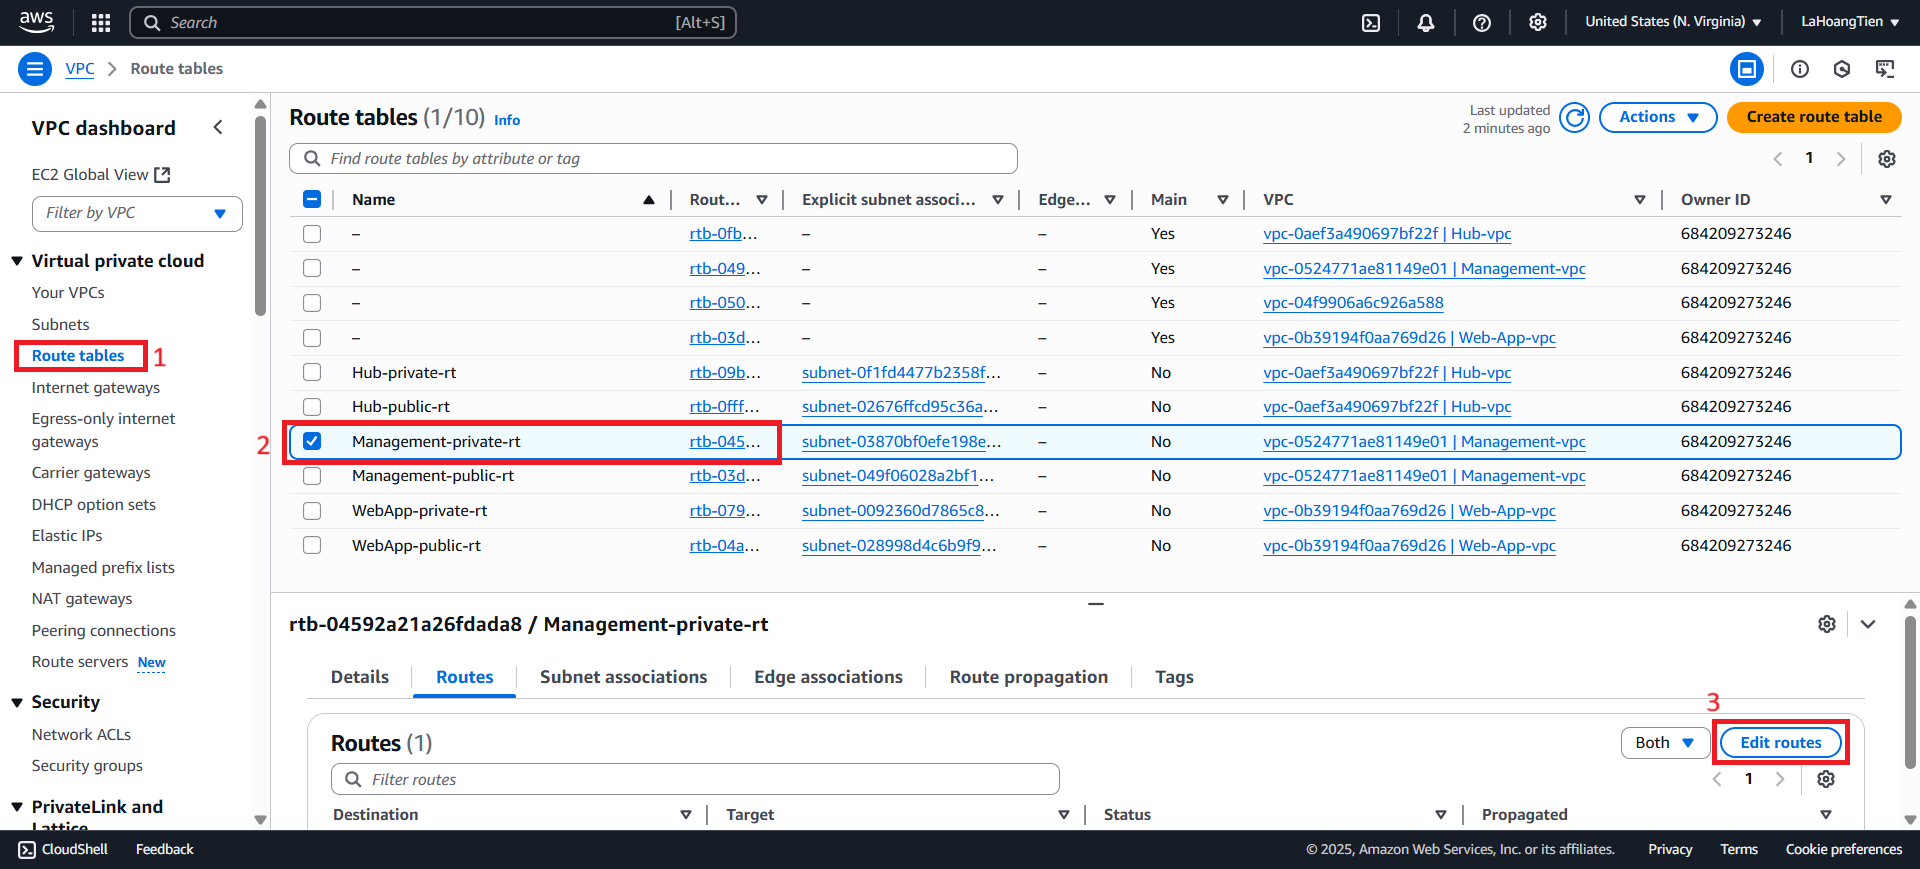 aws
Search [Alt+S]
United States (N. Virginia)
LaHoangTien
VPC
Route tables
VPC dashboard
EC2 Global View
Filter by VPC
Virtual private cloud
Your VPCs
Subnets
Route tables
1
Internet gateways
Egress-only internet
gateways
Carrier gateways
DHCP option sets
Elastic IPs
Managed prefix lists
NAT gateways
Peering connections
Route servers New
Security
Network ACLs
Security groups
PrivateLink and
Lattice
Route tables (1/10) Info
Last updated
2 minutes ago
Actions
Create route table
Find route tables by attribute or tag
1
Name Rout... Explicit subnet associ... Edge... Main VPC Owner ID
– rtb-0fb... – – Yes vpc-0aef3a490697bf22f | Hub-vpc 684209273246
– rtb-049... – – Yes vpc-0524771ae81149e01 | Management-vpc 684209273246
– rtb-050... – – Yes vpc-04f9906a6c926a588 684209273246
– rtb-03d... – – Yes vpc-0b39194f0aa769d26 | Web-App-vpc 684209273246
Hub-private-rt rtb-09b... subnet-0f1fd4477b2358f... – No vpc-0aef3a490697bf22f | Hub-vpc 684209273246
Hub-public-rt rtb-0fff... subnet-02676ffcd95c36a... – No vpc-0aef3a490697bf22f | Hub-vpc 684209273246
2 Management-private-rt rtb-045... subnet-03870bf0efe198e... – No vpc-0524771ae81149e01 | Management-vpc 684209273246
Management-public-rt rtb-03d... subnet-049f06028a2bf1... – No vpc-0524771ae81149e01 | Management-vpc 684209273246
WebApp-private-rt rtb-079... subnet-0092360d7865c8... – No vpc-0b39194f0aa769d26 | Web-App-vpc 684209273246
WebApp-public-rt rtb-04a... subnet-028998d4c6b9f9... – No vpc-0b39194f0aa769d26 | Web-App-vpc 684209273246
rtb-04592a21a26fdada8 / Management-private-rt
Details Routes Subnet associations Edge associations Route propagation Tags
3
Routes (1)
Both
Edit routes
Filter routes
1
Destination Target Status Propagated
CloudShell Feedback
© 2025, Amazon Web Services, Inc. or its affiliates. Privacy Terms Cookie preferences